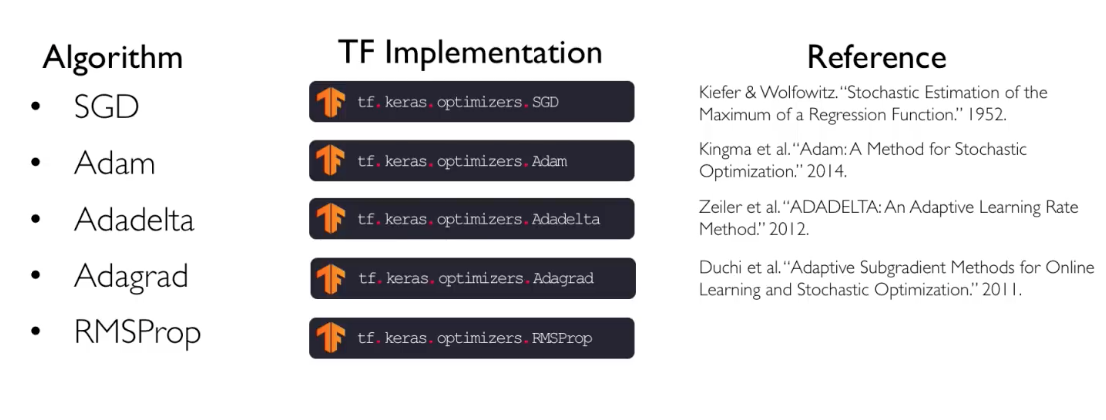 Algorithm
TF Implementation
Reference
• SGD
tf.keras.optimizers.SGD
Kiefer & Wolfowitz. “Stochastic Estimation of the
Maximum of a Regression Function.” 1952.
• Adam
tf.keras.optimizers.Adam
Kingma et al. “Adam: A Method for Stochastic
Optimization.” 2014.
• Adadelta
tf.keras.optimizers.Adadelta
Zeiler et al. “ADADELTA: An Adaptive Learning Rate
Method.” 2012.
• Adagrad
tf.keras.optimizers.Adagrad
Duchi et al. “Adaptive Subgradient Methods for Online
Learning and Stochastic Optimization.” 2011.
• RMSProp
tf.keras.optimizers.RMSProp